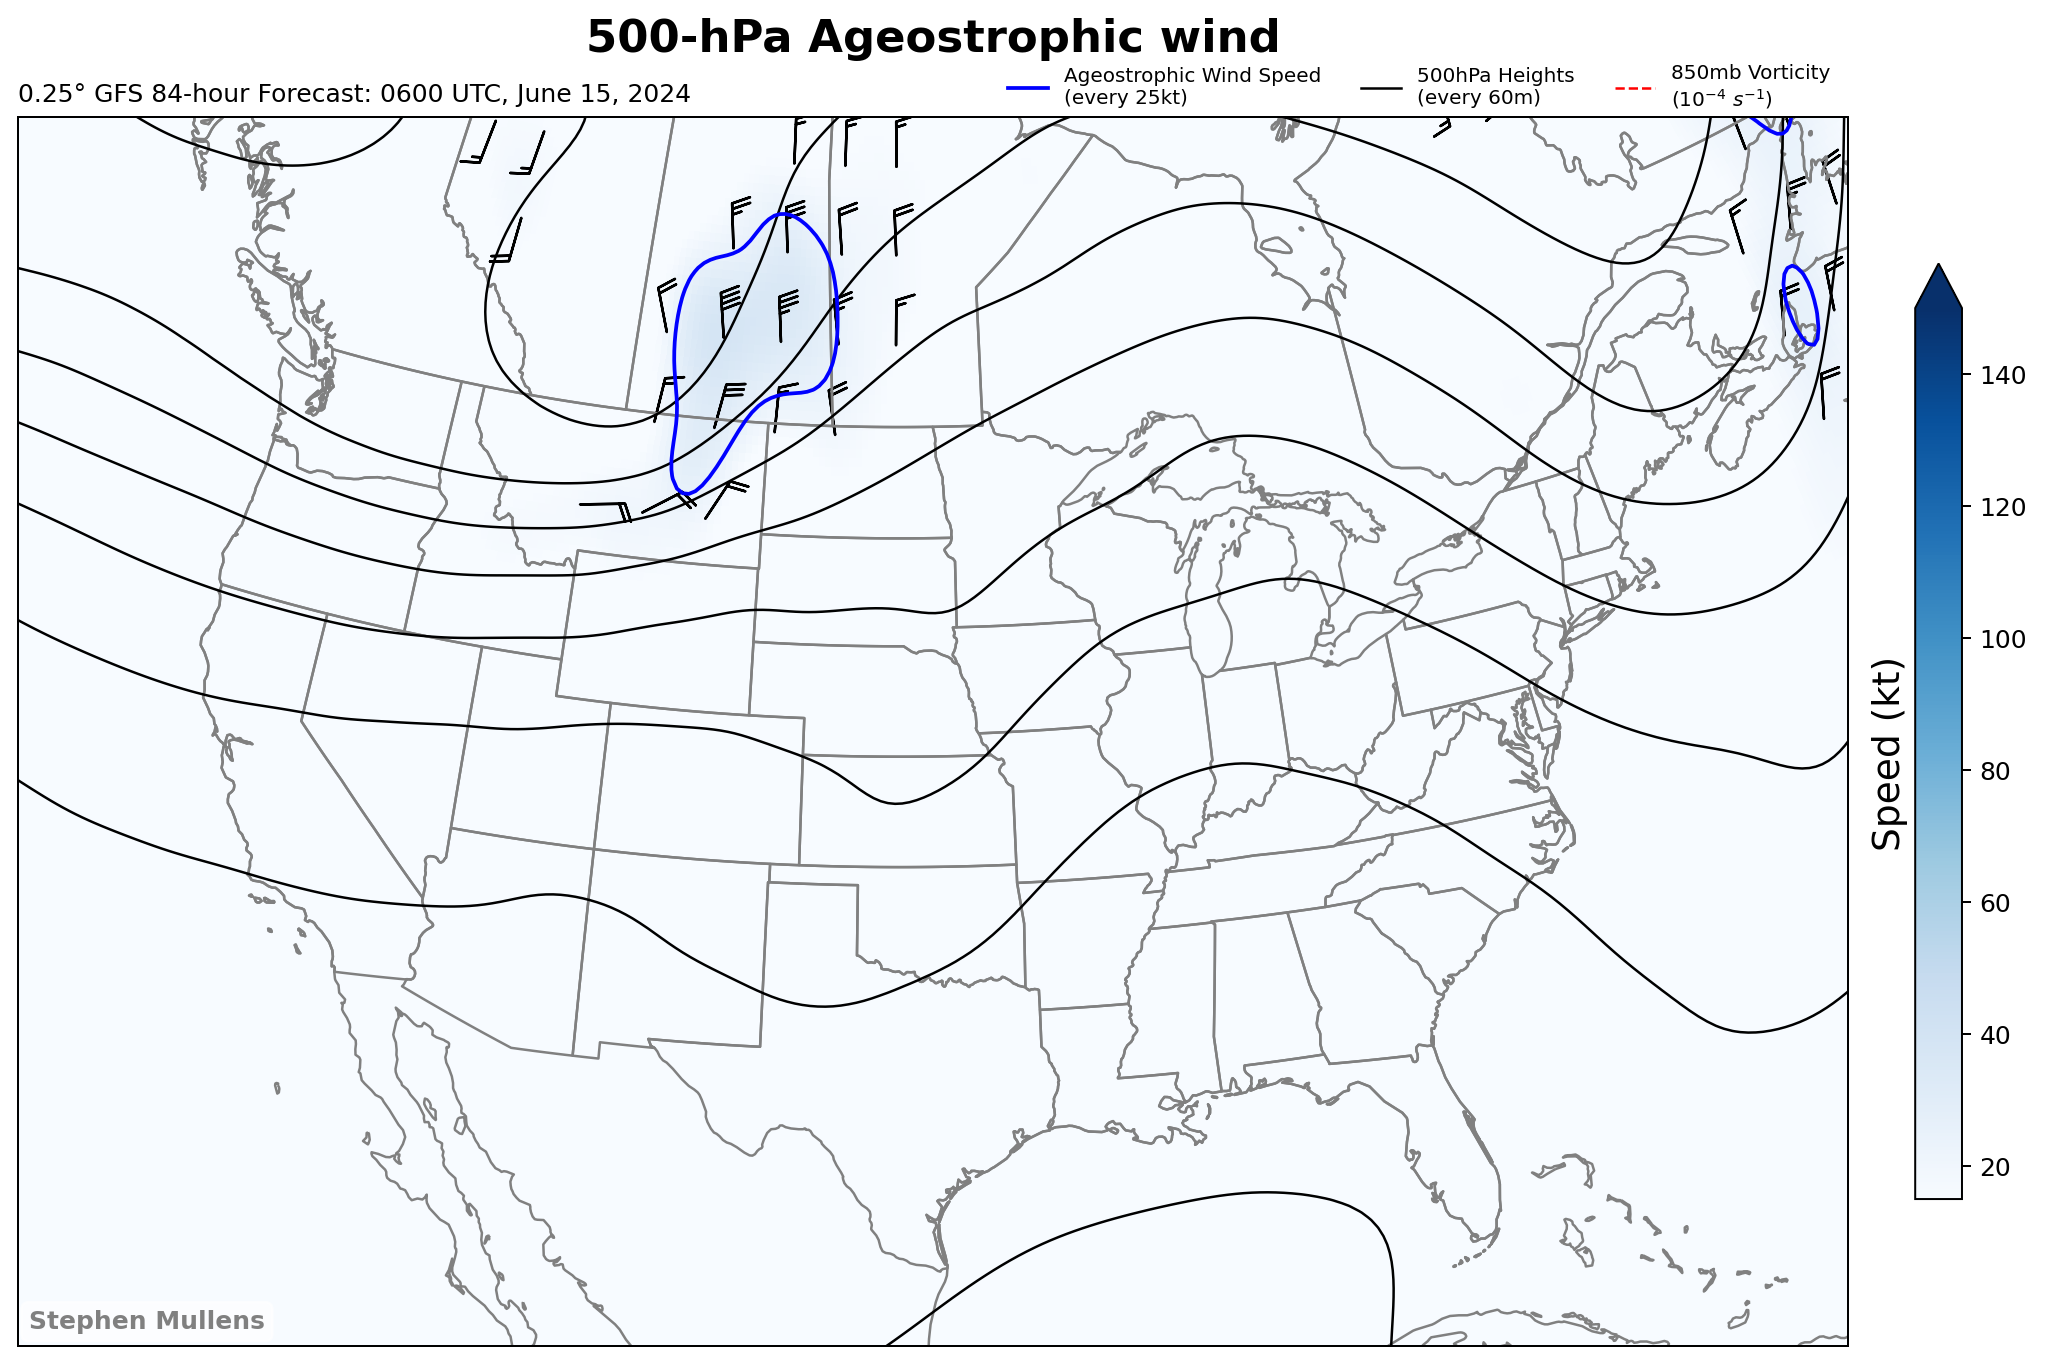 500-hPa Ageostrophic wind
0.25° GFS 84-hour Forecast: 0600 UTC, June 15, 2024
Ageostrophic Wind Speed
(every 25kt)
500hPa Heights
(every 60m)
850mb Vorticity
(10⁻⁴ s⁻¹)
140
120
100
80
60
40
20
Speed (kt)
Stephen Mullens